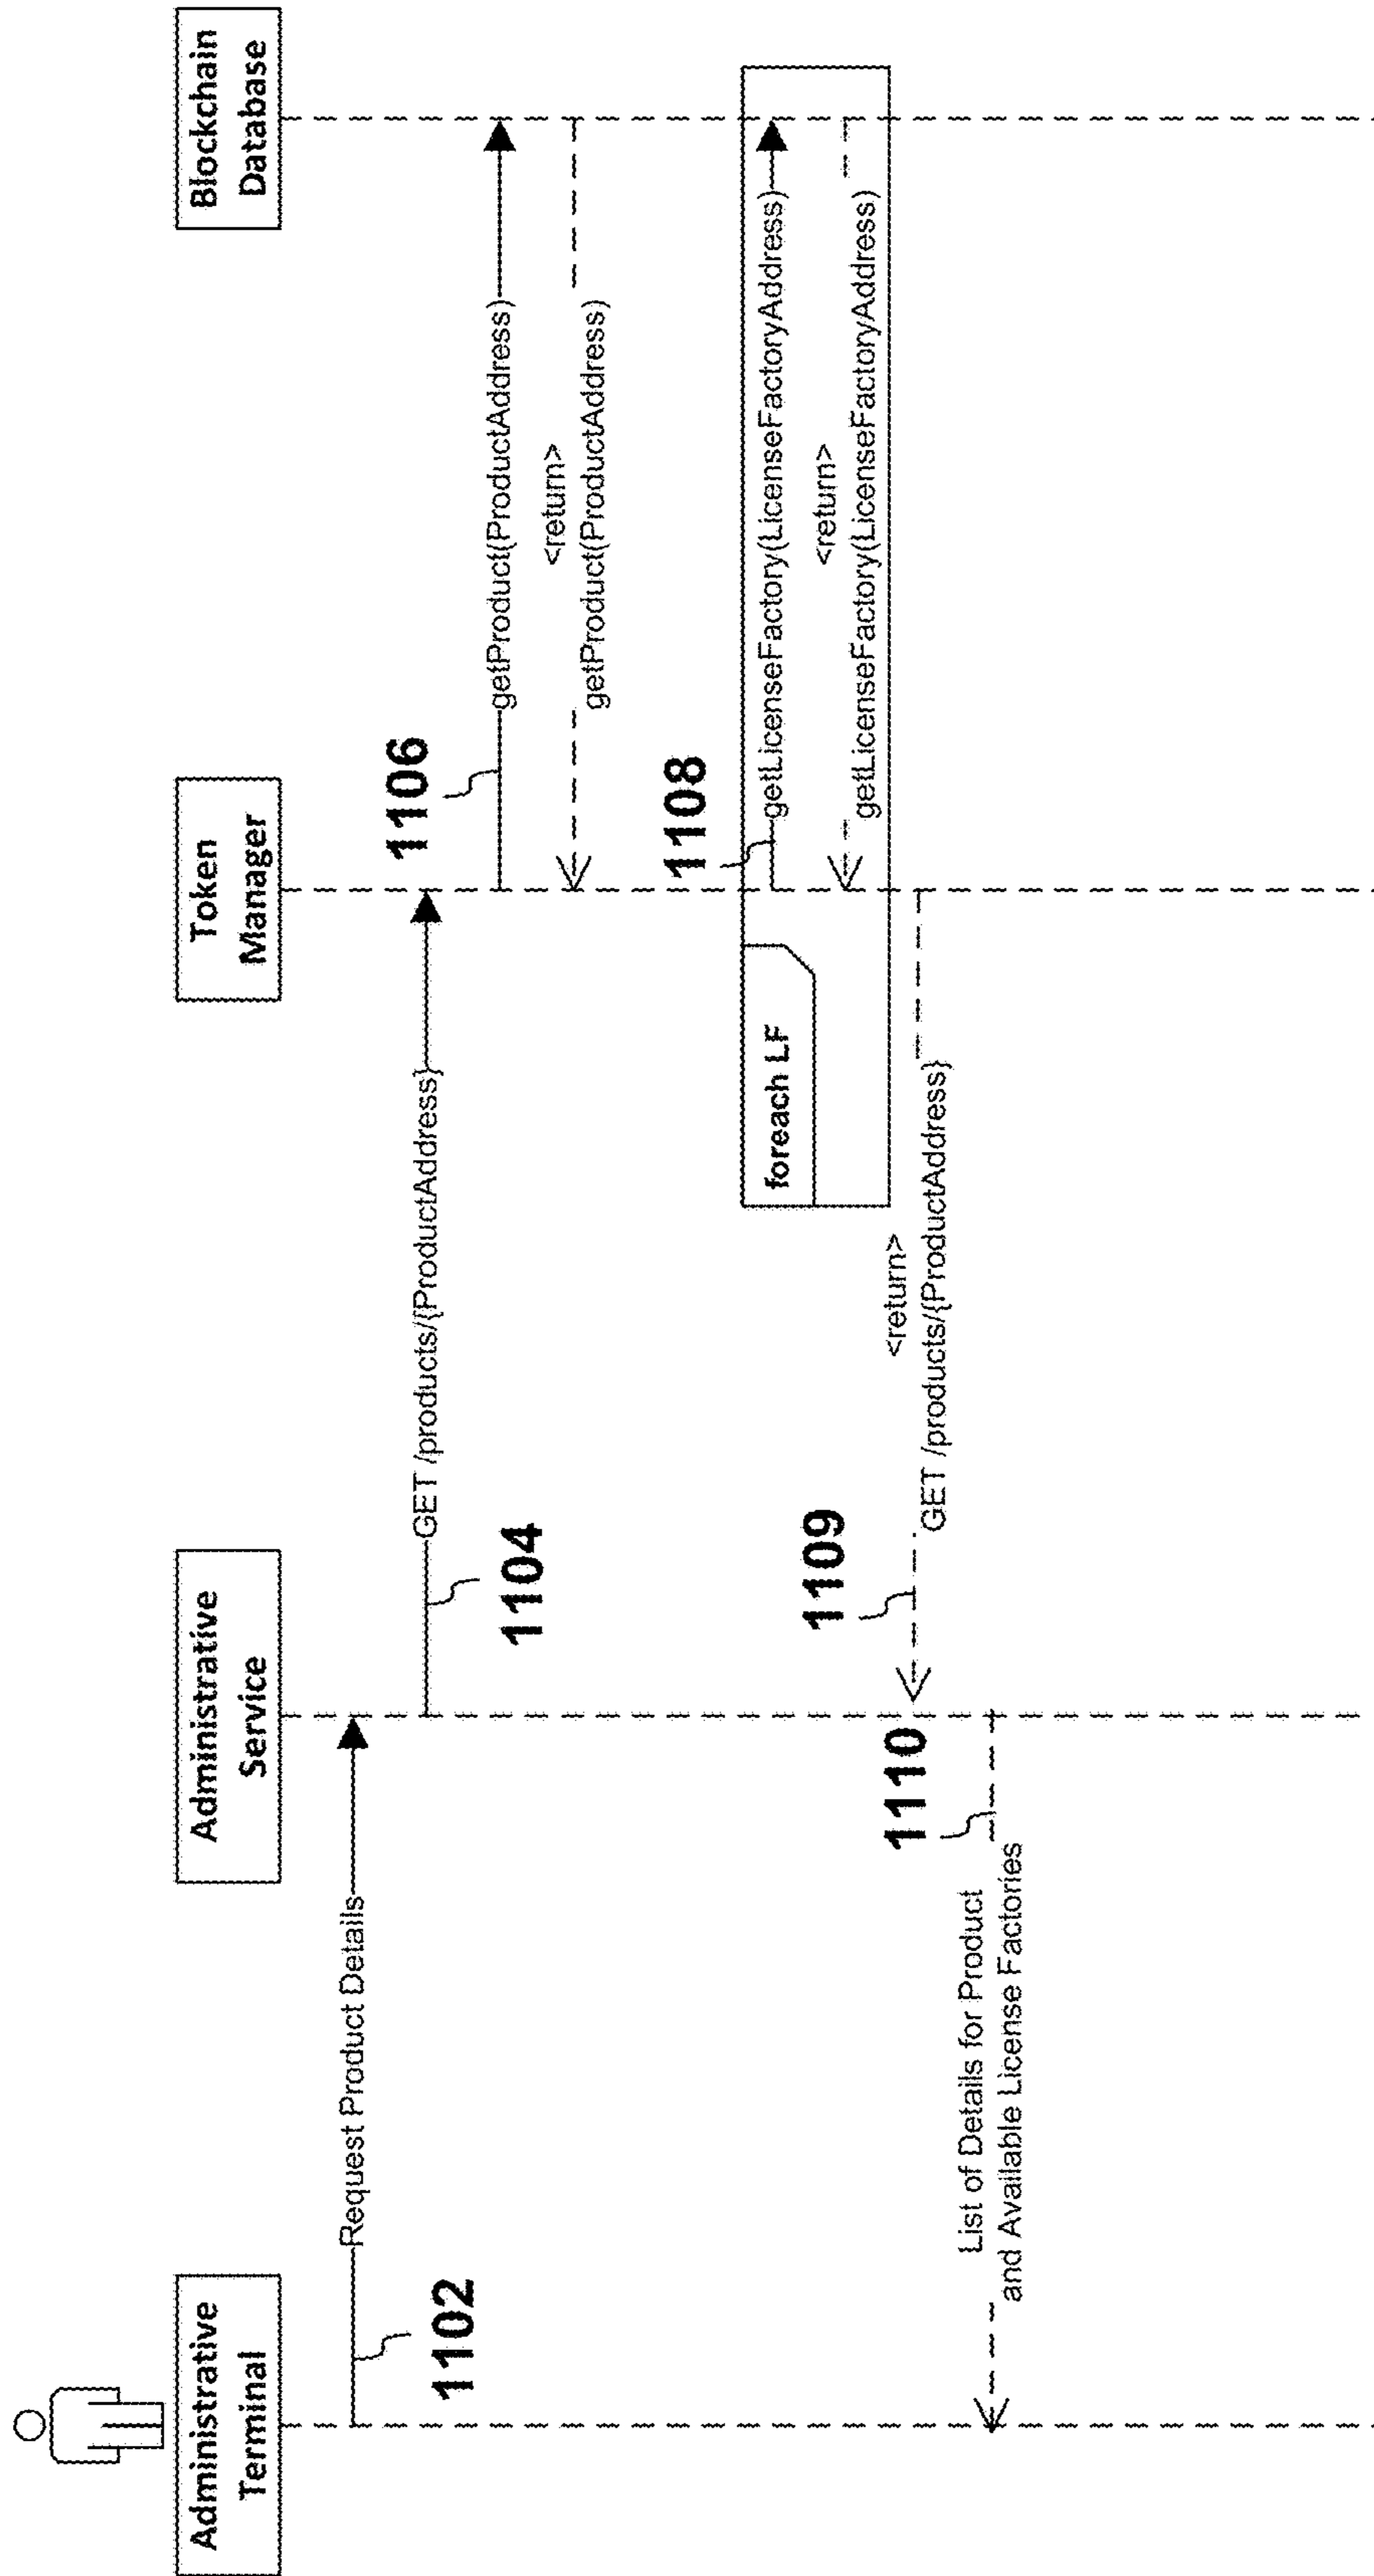 Administrative
Terminal
Administrative
Service
Token
Manager
Blockchain
Database
Request Product Details
1102
GET /products/{ProductAddress}
1104
1106
getProduct(ProductAddress)
<return>
getProduct(ProductAddress)
1108
foreach LF
getLicenseFactory(LicenseFactoryAddress)
<return>
getLicenseFactory(LicenseFactoryAddress)
1109
<return>
GET /products/{ProductAddress}
1110
List of Details for Product
and Available License Factories